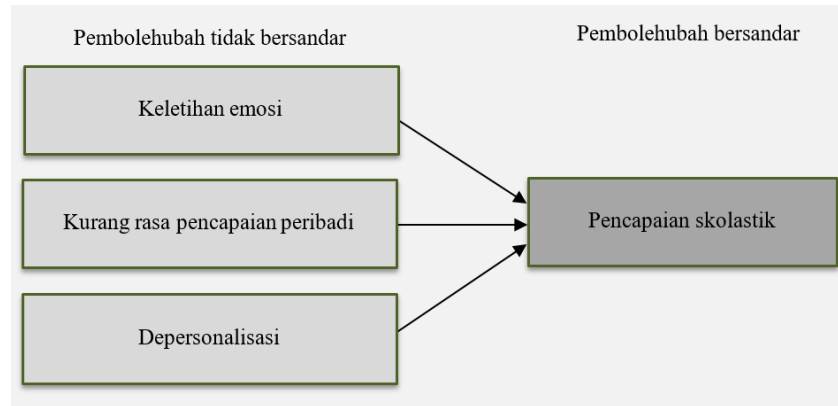 Pembolehubah tidak bersandar
Pembolehubah bersandar
Keletihan emosi
Kurang rasa pencapaian peribadi
Pencapaian skolastik
Depersonalisasi